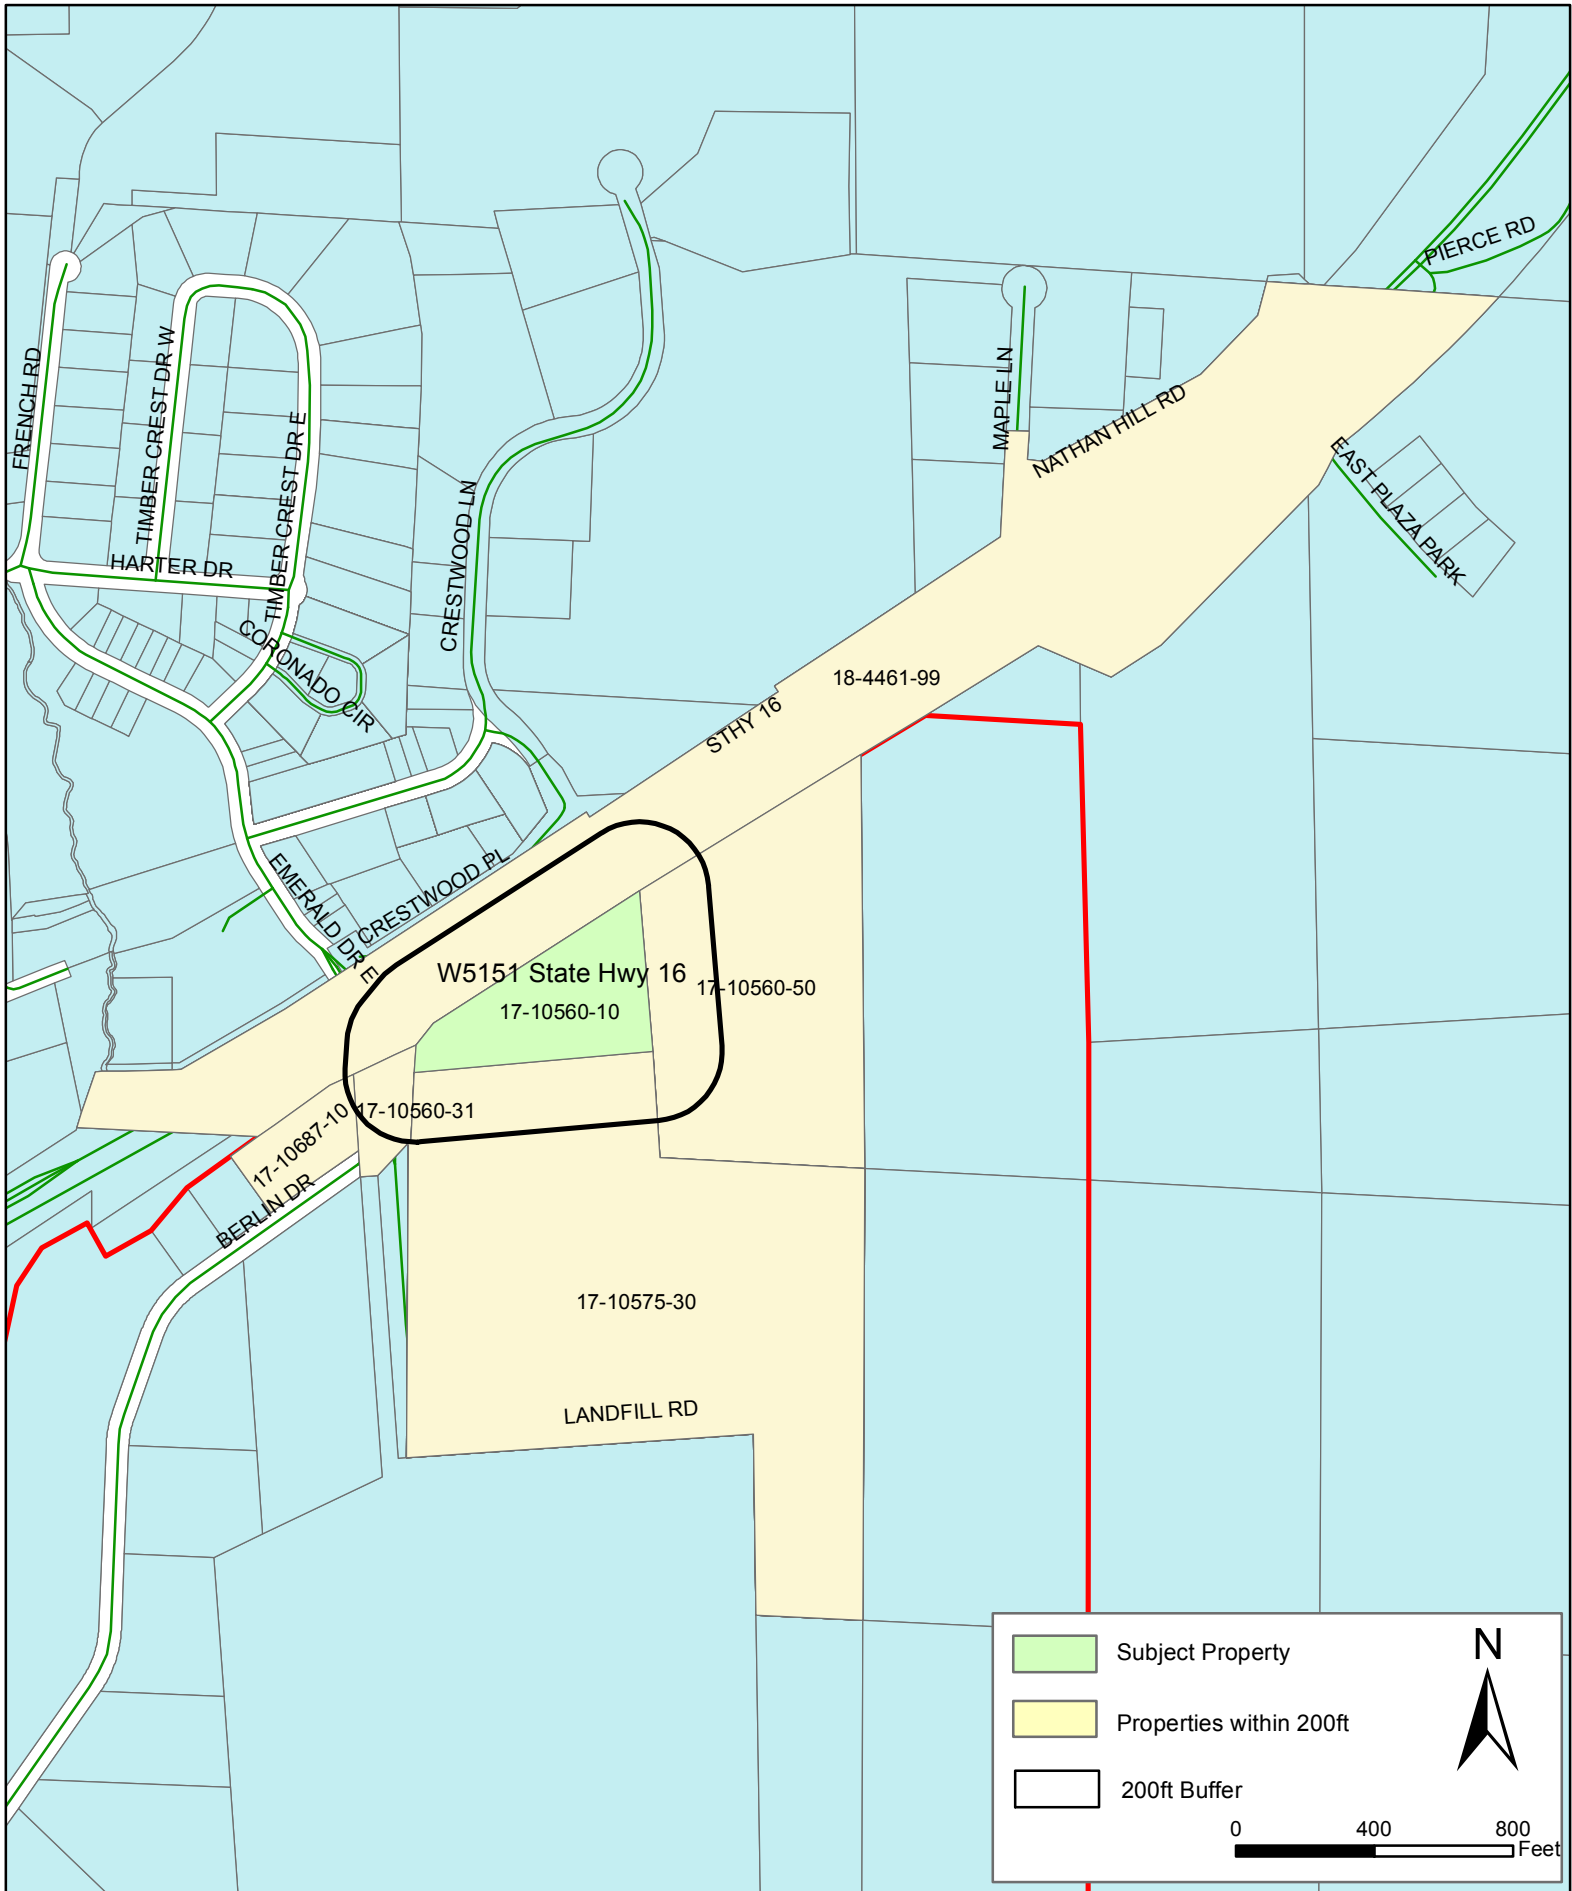 PIERCE RD
FRENCH RD
TIMBER CREST DR W
TIMBER CREST DR E
MAPLE LN
NATHAN HILL RD
EAST PLAZA PARK
HARTER DR
CRESTWOOD LN
CORONADO CIR
18-4461-99
STHY 16
EMERALD DR E
CRESTWOOD PL
W5151 State Hwy 16
17-10560-10
17-10560-50
17-10560-31
17-10687-10
BERLIN DR
17-10575-30
LANDFILL RD
Subject Property
Properties within 200ft
200ft Buffer
N
0 400 800
Feet